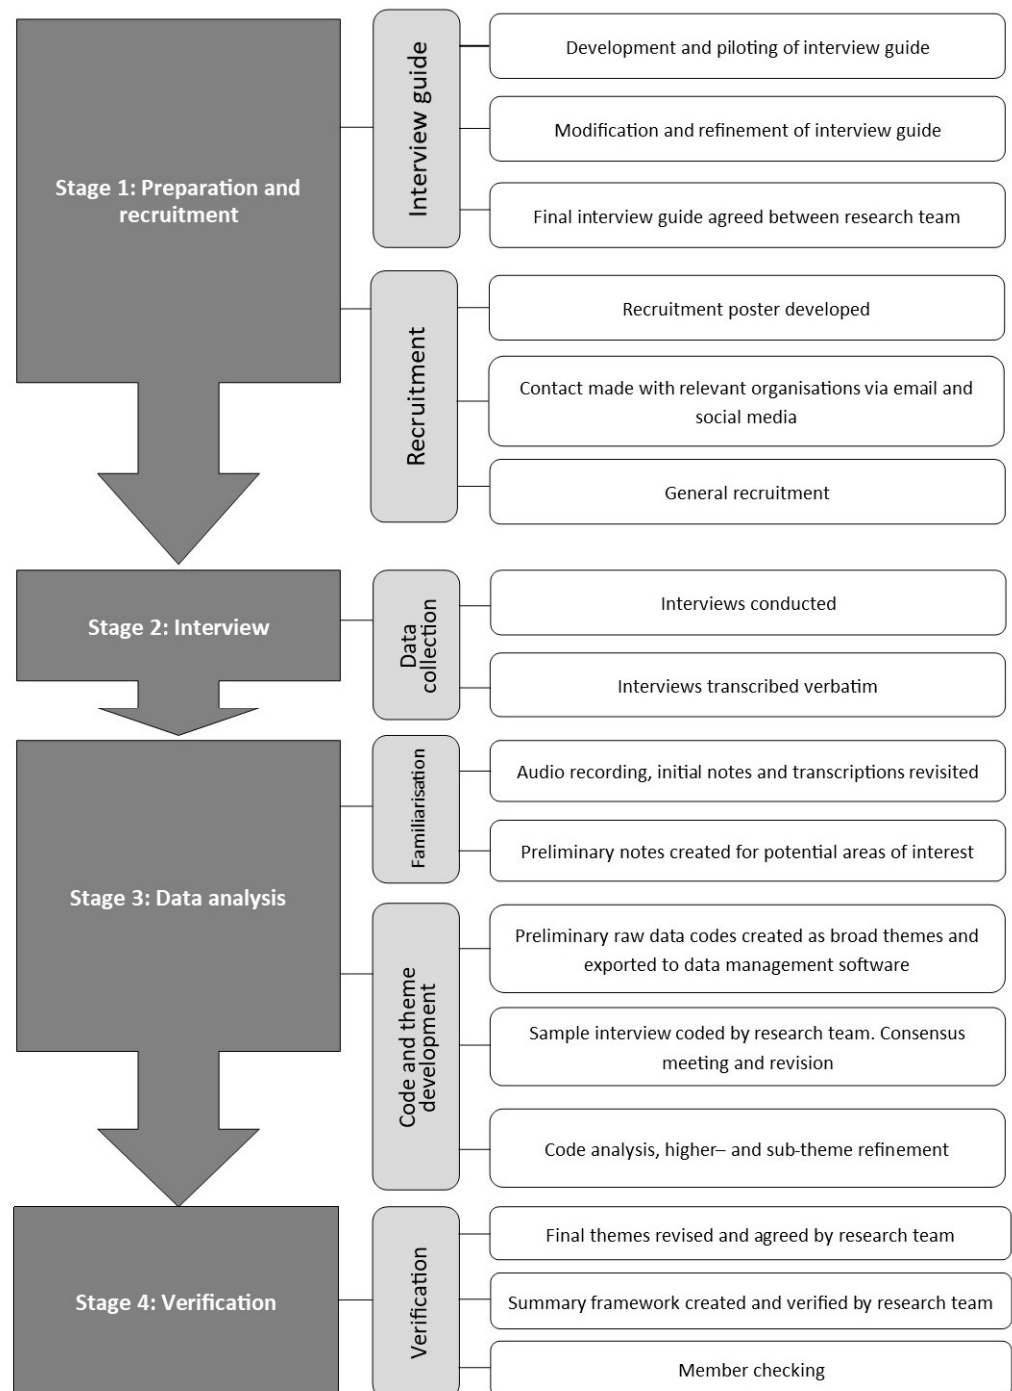 Stage 1: Preparation and
recruitment
Interview guide
Development and piloting of interview guide
Modification and refinement of interview guide
Final interview guide agreed between research team
Recruitment
Recruitment poster developed
Contact made with relevant organisations via email and
social media
General recruitment
Stage 2: Interview
Data
collection
Interviews conducted
Interviews transcribed verbatim
Stage 3: Data analysis
Familiarisation
Audio recording, initial notes and transcriptions revisited
Preliminary notes created for potential areas of interest
Code and theme
development
Preliminary raw data codes created as broad themes and
exported to data management software
Sample interview coded by research team. Consensus
meeting and revision
Code analysis, higher– and sub-theme refinement
Stage 4: Verification
Verification
Final themes revised and agreed by research team
Summary framework created and verified by research team
Member checking